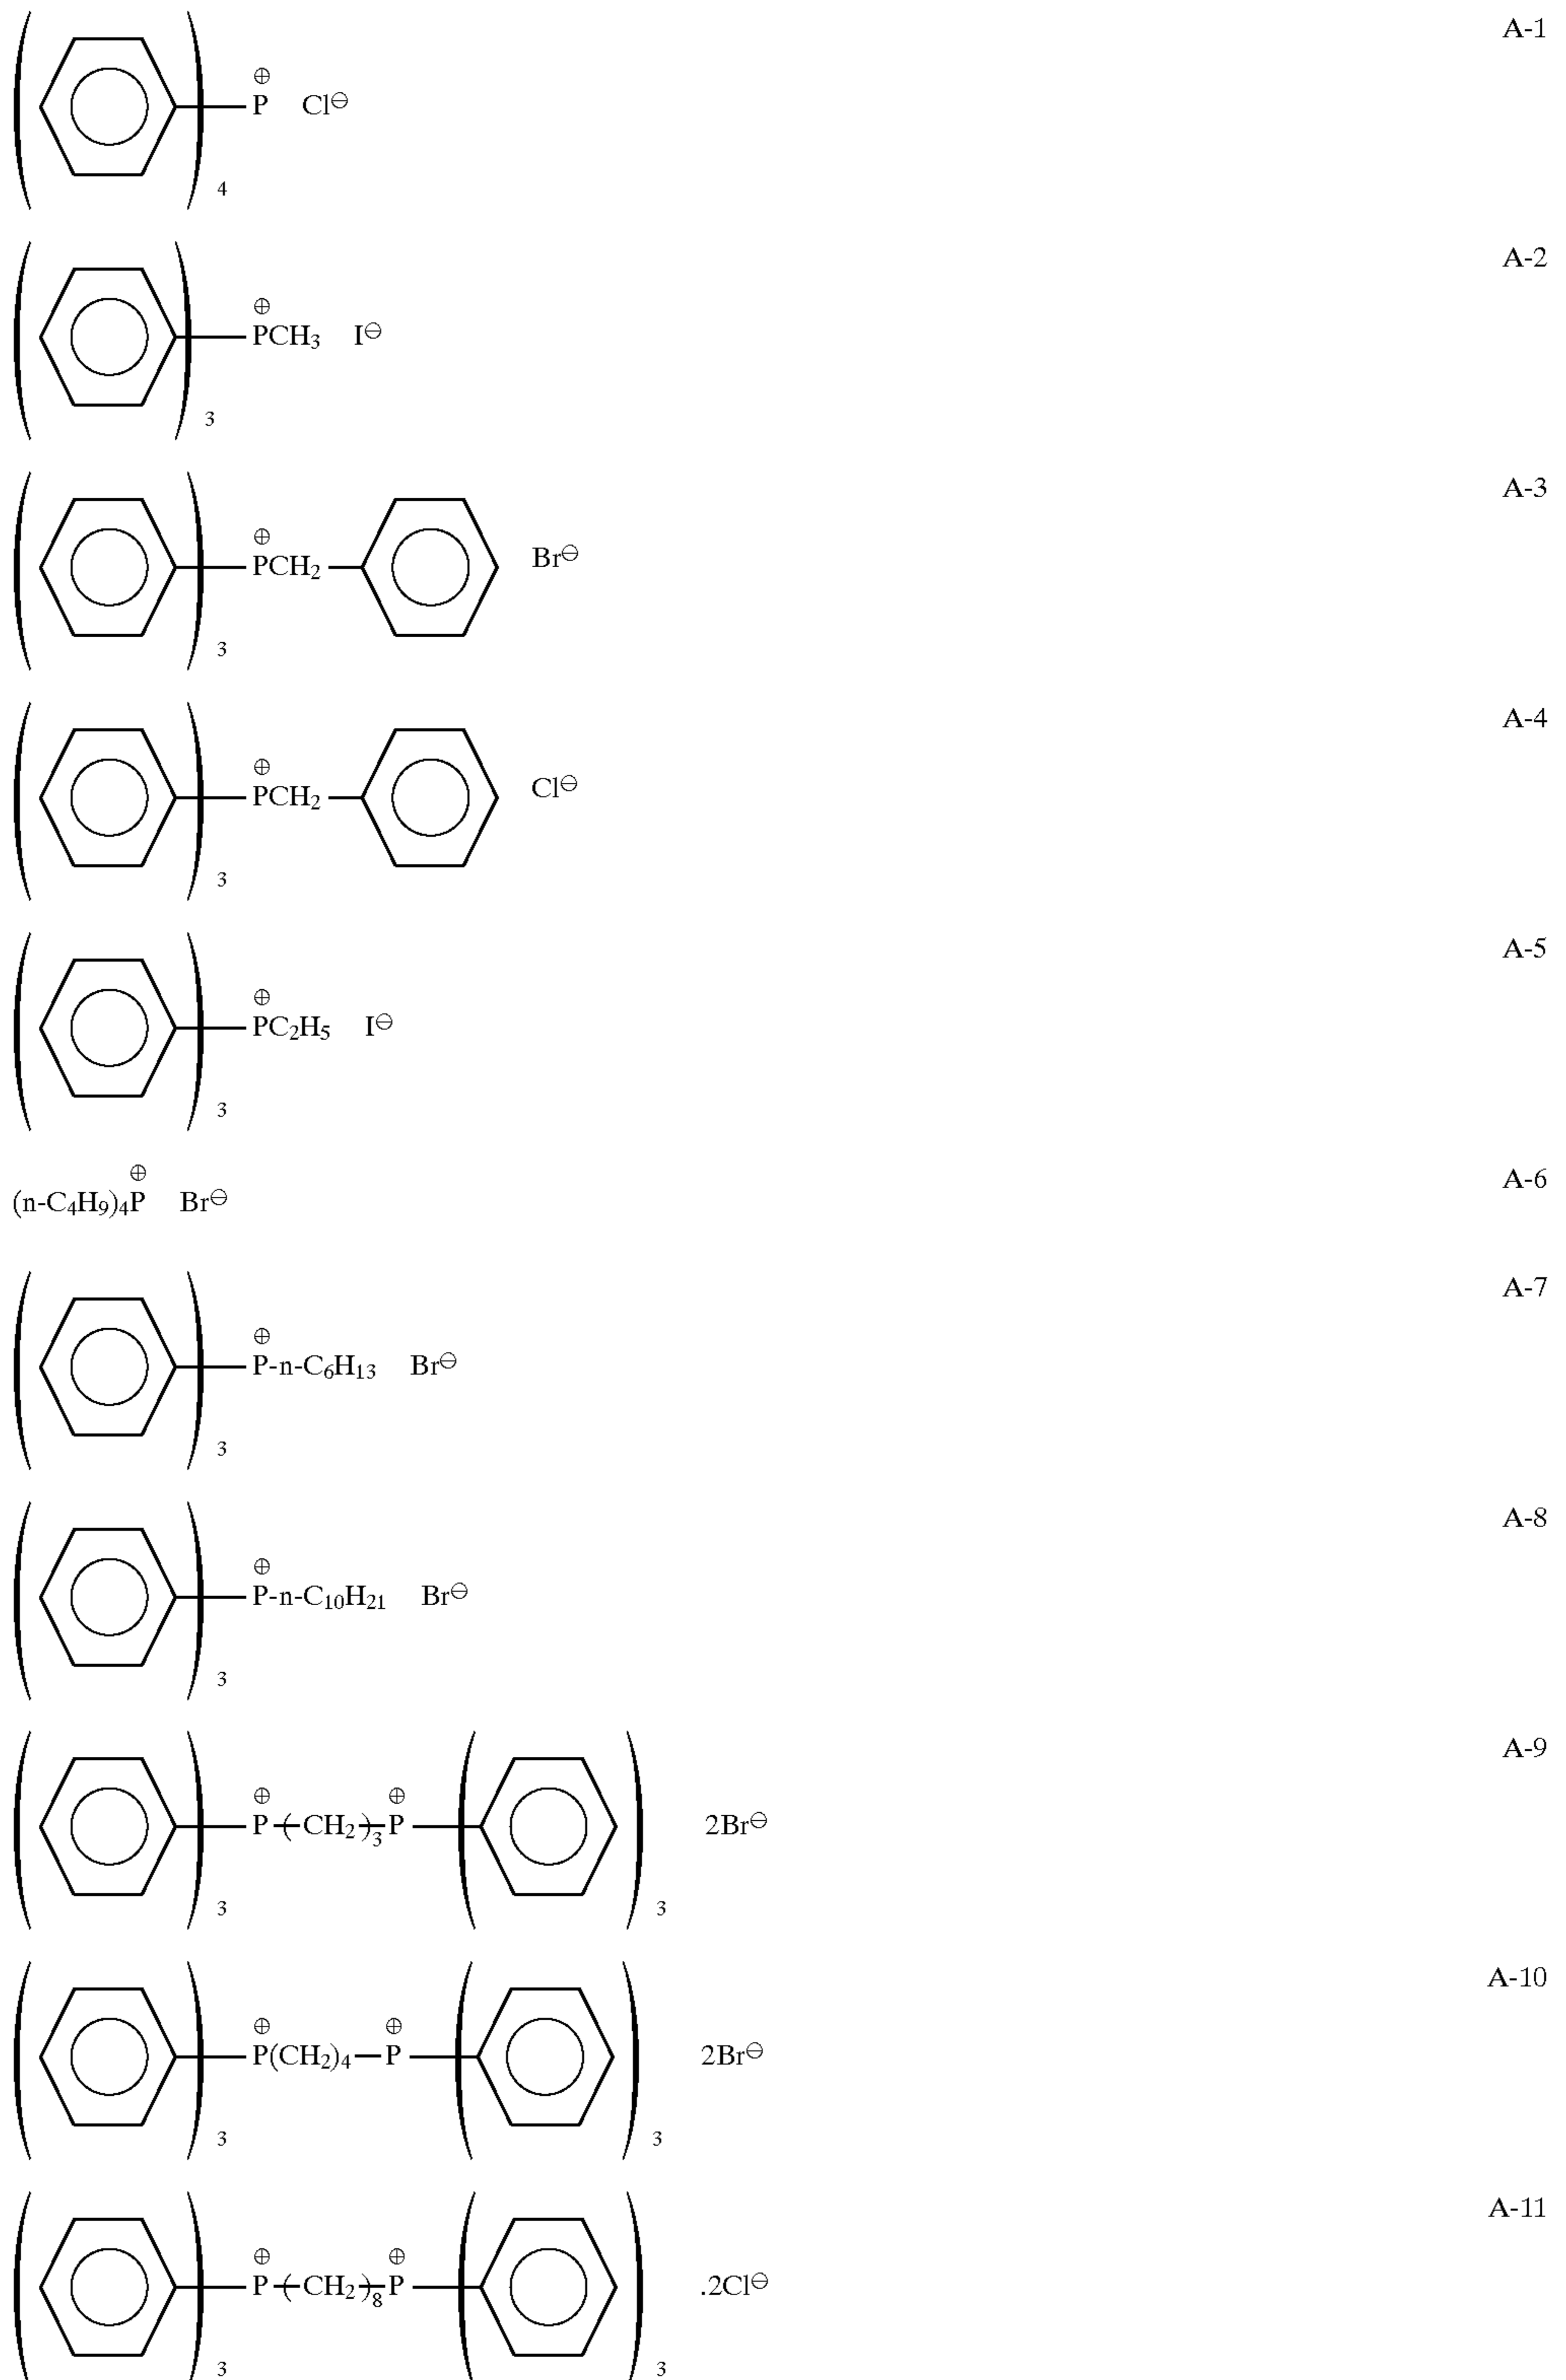 A-1
⊕
P Cl⊖
4
A-2
⊕
PCH₃ I⊖
3
A-3
⊕
PCH₂ Br⊖
3
A-4
⊕
PCH₂ Cl⊖
3
A-5
⊕
PC₂H₅ I⊖
3
⊕
(n-C₄H₉)₄P Br⊖
A-6
A-7
⊕
P-n-C₆H₁₃ Br⊖
3
A-8
⊕
P-n-C₁₀H₂₁ Br⊖
3
A-9
⊕ ⊕
P(CH₂)₃P 2Br⊖
3 3
A-10
⊕ ⊕
P(CH₂)₄—P 2Br⊖
3 3
A-11
⊕ ⊕
P(CH₂)₈P .2Cl⊖
3 3